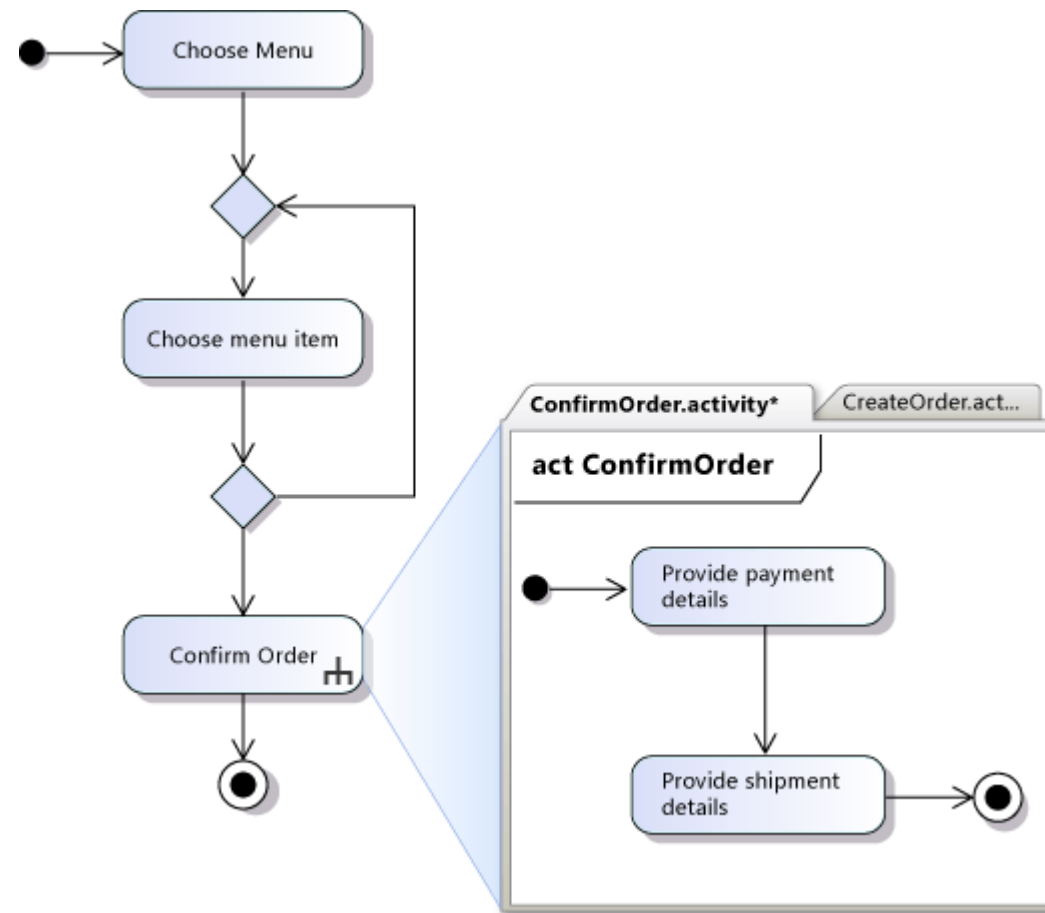 Choose Menu
Choose menu item
Confirm Order
ConfirmOrder.activity*
CreateOrder.act...
act ConfirmOrder
Provide payment
details
Provide shipment
details